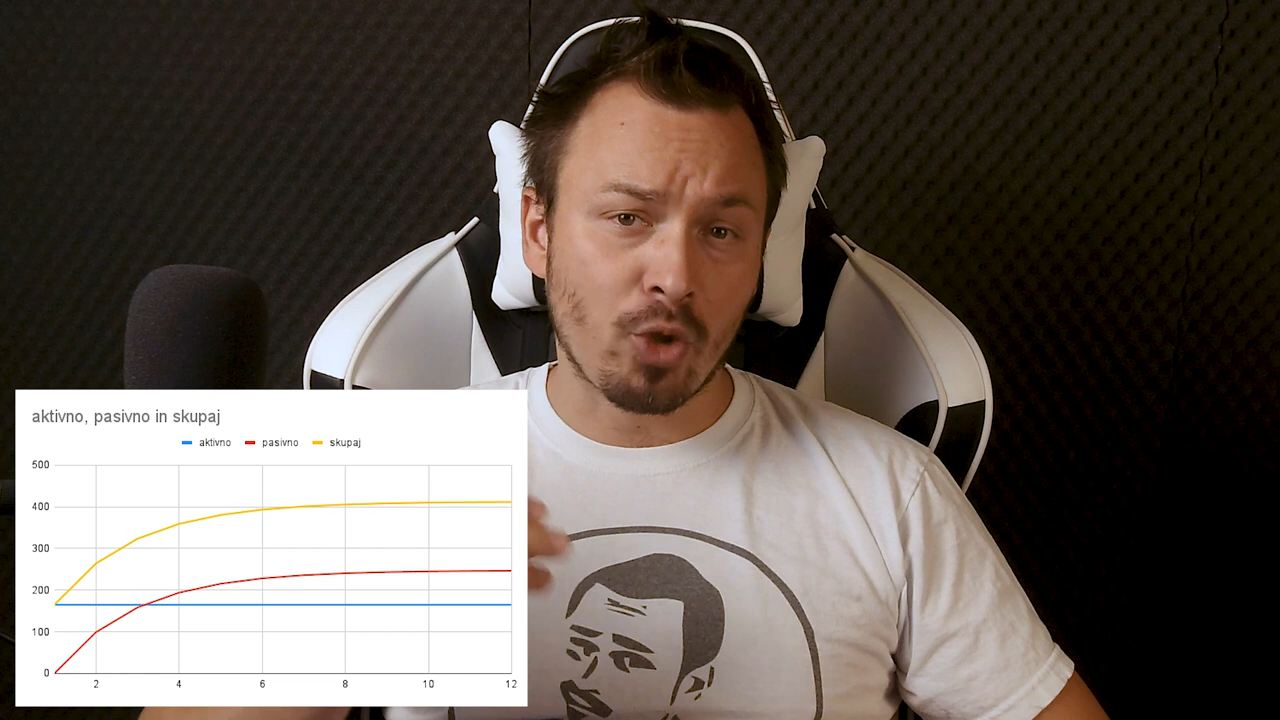 aktivno, pasivno in skupaj
aktivno pasivno skupaj
500
400
300
200
100
0
2 4 6 8 10 12